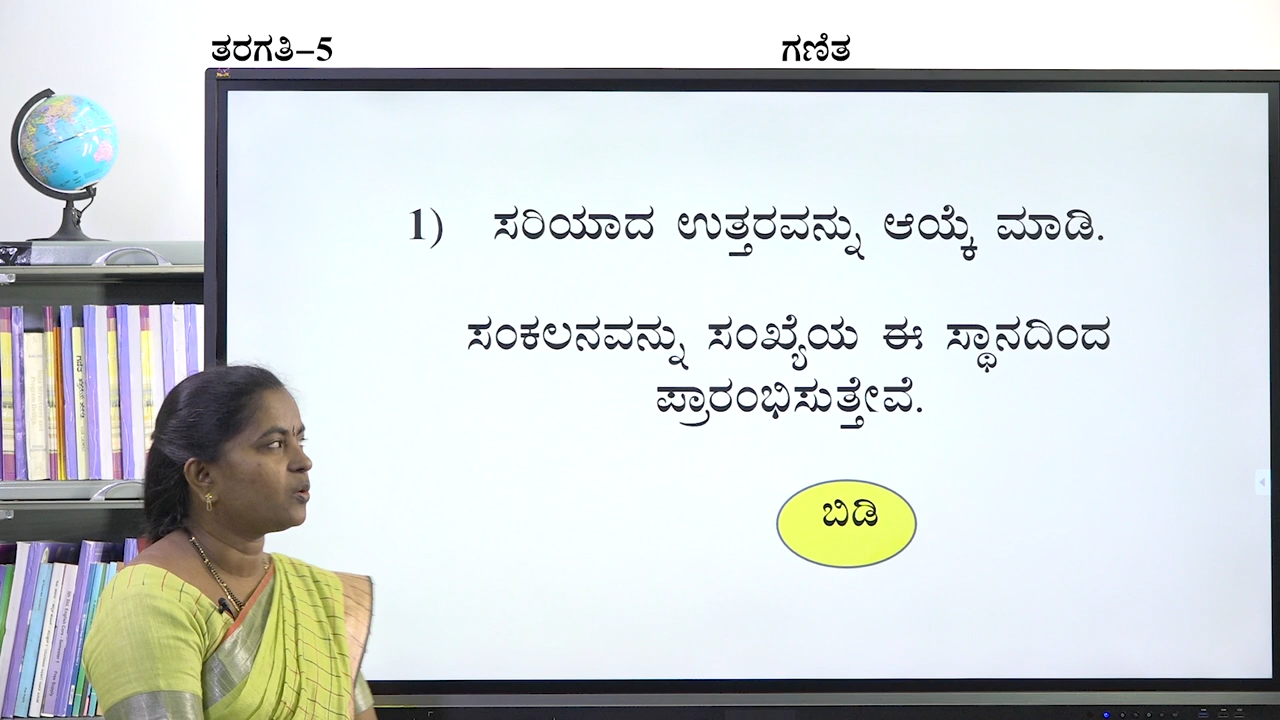 ತರಗತಿ–5
ಗಣಿತ
1) ಸರಿಯಾದ ಉತ್ತರವನ್ನು ಆಯ್ಕೆ ಮಾಡಿ.
ಸಂಕಲನವನ್ನು ಸಂಖ್ಯೆಯ ಈ ಸ್ಥಾನದಿಂದ
ಪ್ರಾರಂಭಿಸುತ್ತೇವೆ.
ಬಿಡಿ